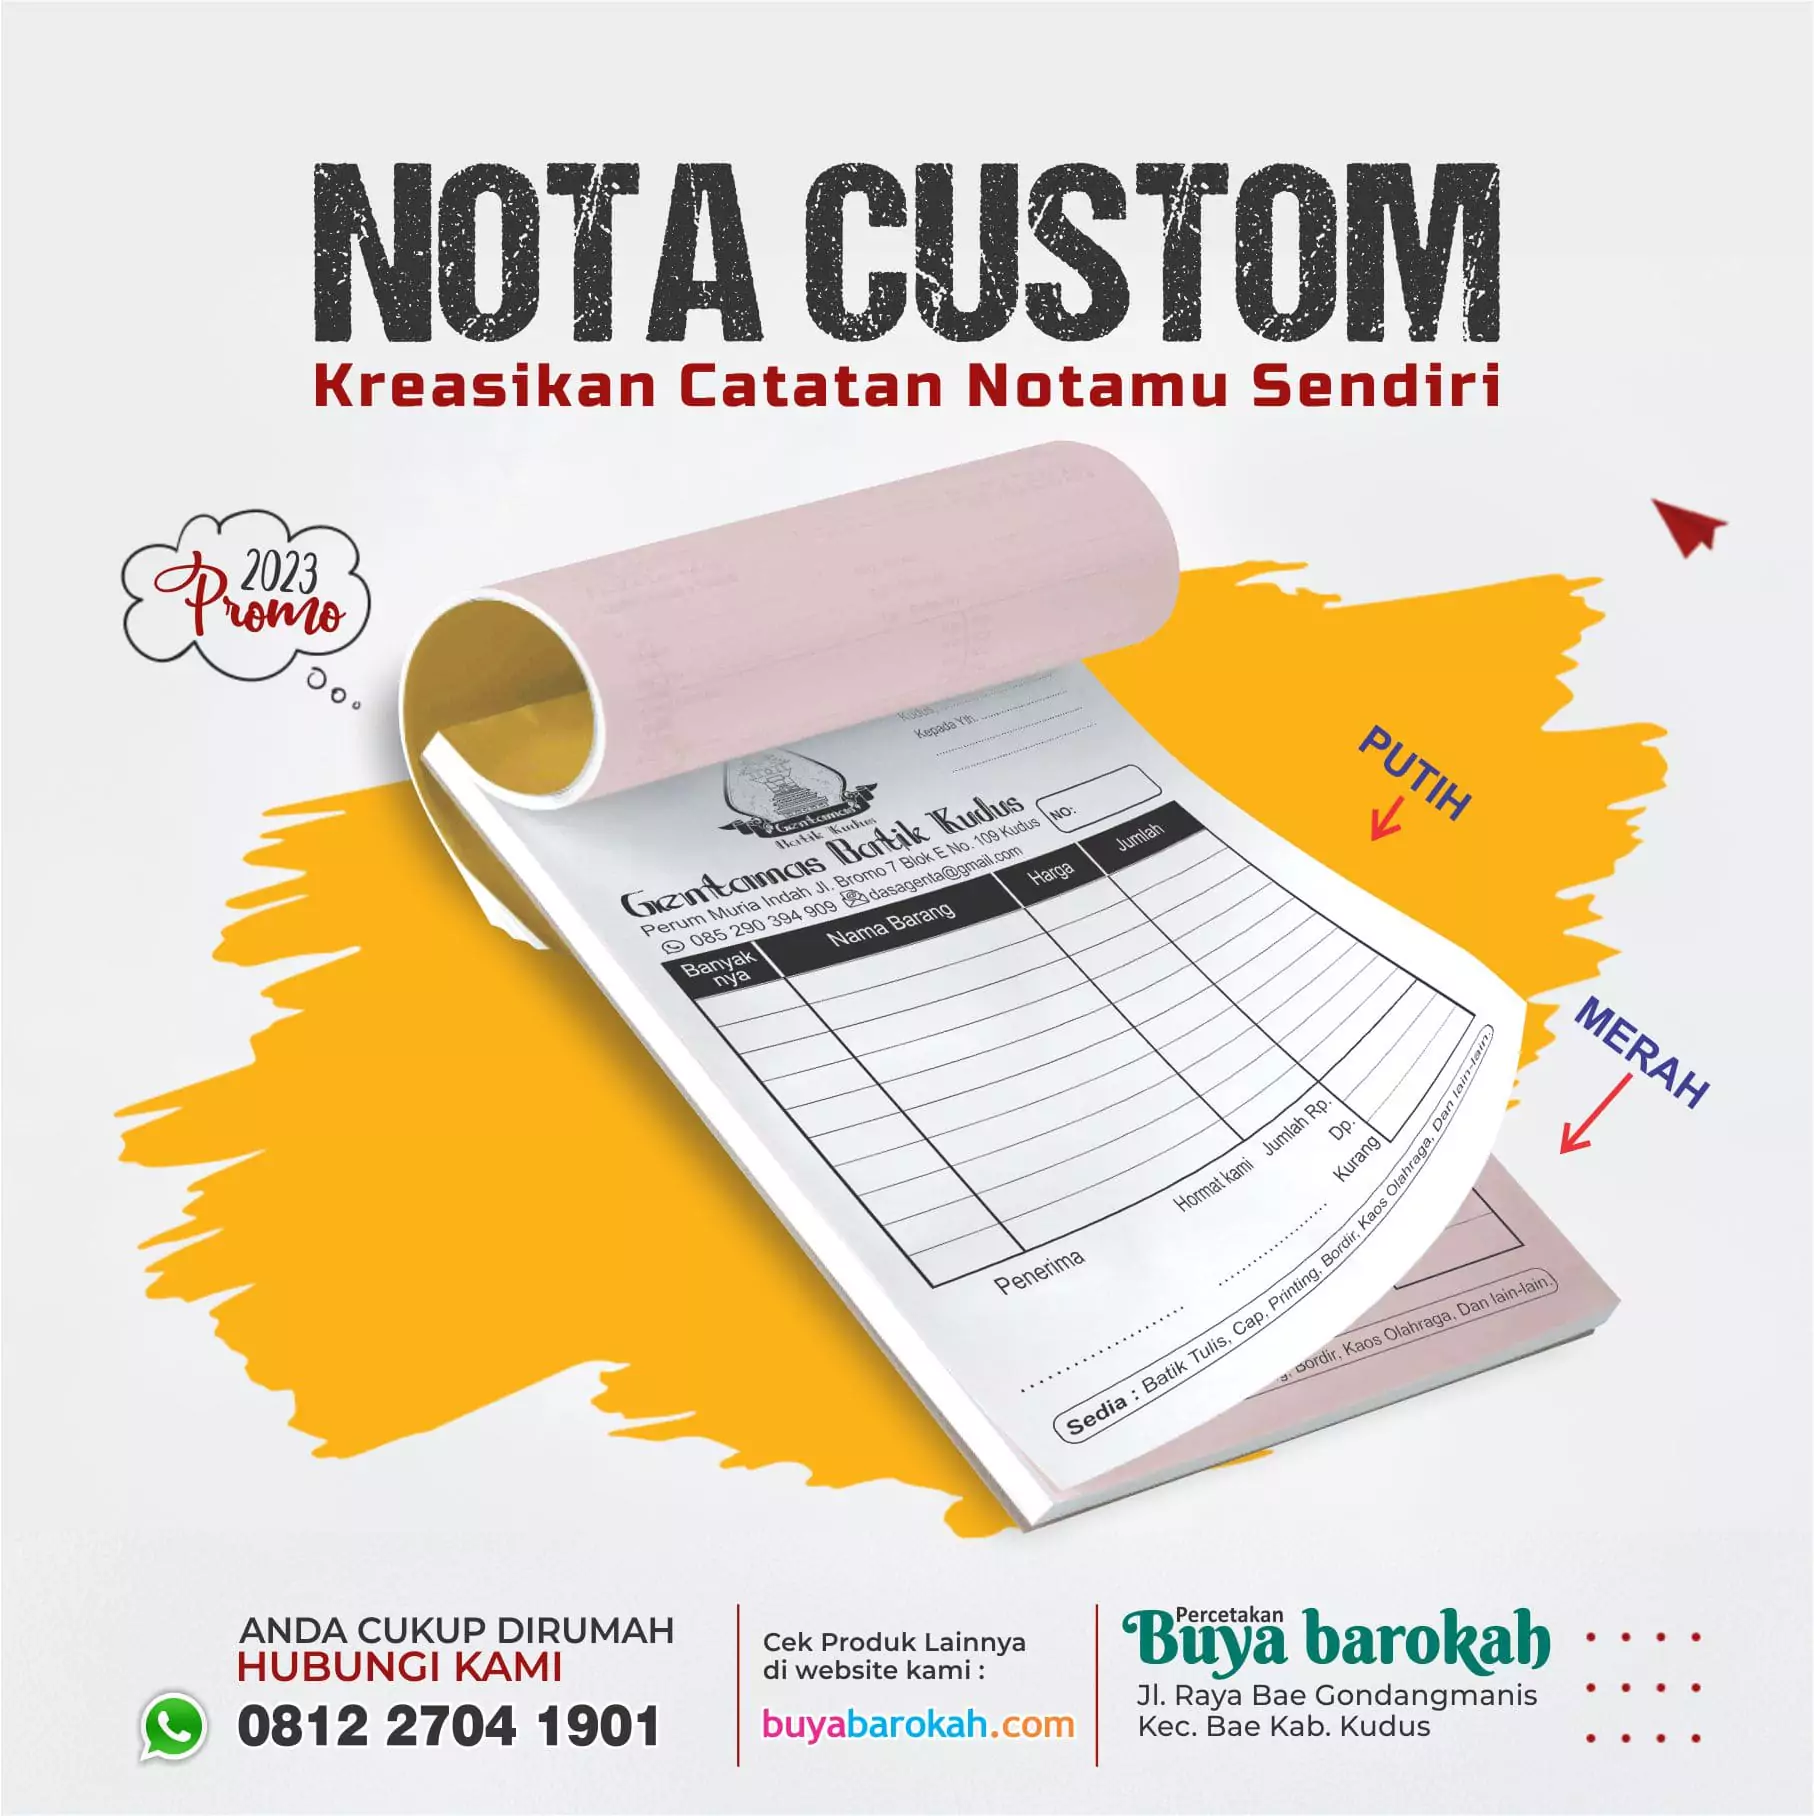 NOTA CUSTOM
Kreasikan Catatan Notamu Sendiri
2023
Promo
Kudus,
Kepada Yth.
Gentamas
Batik Kudus
Gentamas Batik Kudus
Perum Muria Indah Jl. Bromo 7 Blok E No. 109 Kudus
085 290 394 909 dasagenta@gmail.com
NO:
Banyak nya
Nama Barang
Harga
Jumlah
Penerima
Hormat kami
Jumlah Rp.
Dp.
Kurang
Sedia : Batik Tulis, Cap, Printing, Bordir, Kaos Olahraga, Dan lain-lain.
Bordir, Kaos Olahraga, Dan lain-lain.
PUTIH
MERAH
ANDA CUKUP DIRUMAH
HUBUNGI KAMI
0812 2704 1901
Cek Produk Lainnya
di website kami :
buyabarokah.com
Percetakan
Buya barokah
Jl. Raya Bae Gondangmanis
Kec. Bae Kab. Kudus